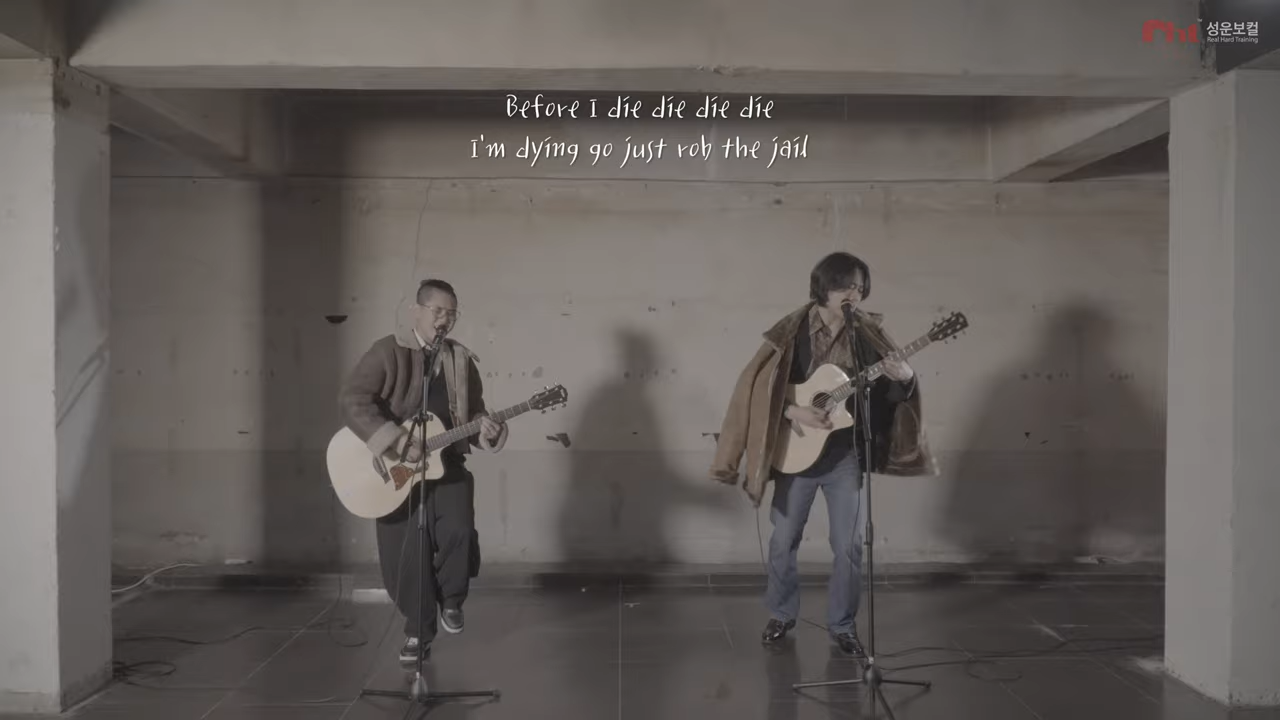 성운보컬
Real Hard Training
Before I die die die die
I'm dying go just rob the jail